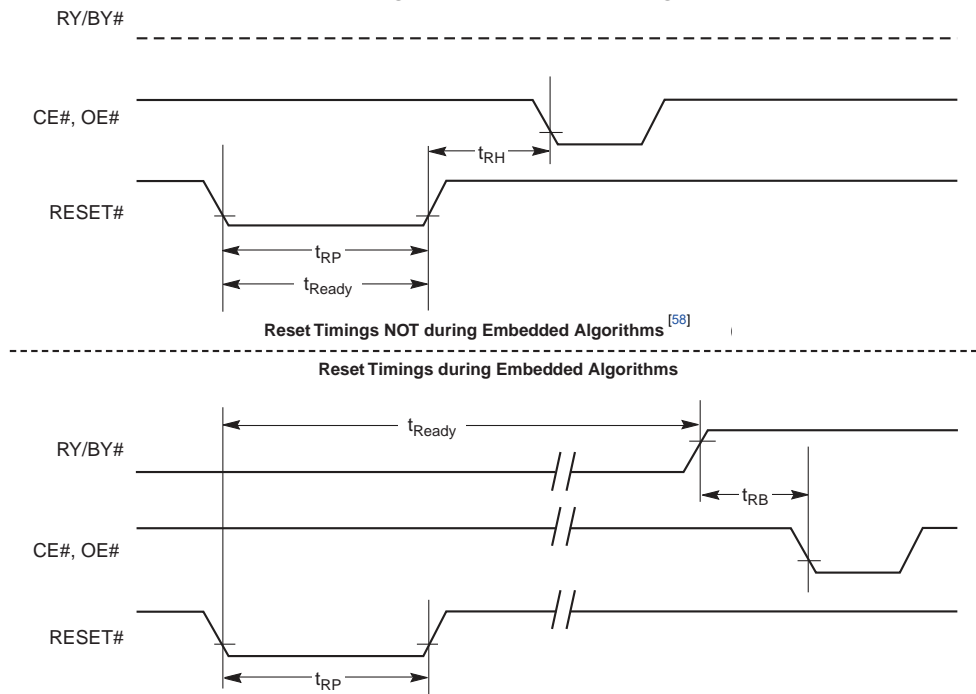 RY/BY#
CE#, OE#
tRH
RESET#
tRP
tReady
Reset Timings NOT during Embedded Algorithms [58]
Reset Timings during Embedded Algorithms
tReady
RY/BY#
tRB
CE#, OE#
RESET#
tRP